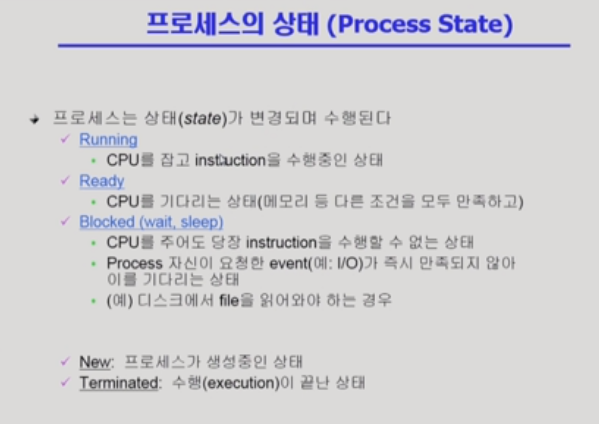 프로세스의 상태 (Process State)
프로세스는 상태(state)가 변경되며 수행된다
Running
CPU를 잡고 instruction을 수행중인 상태
Ready
CPU를 기다리는 상태(메모리 등 다른 조건을 모두 만족하고)
Blocked (wait, sleep)
CPU를 주어도 당장 instruction을 수행할 수 없는 상태
Process 자신이 요청한 event(예: I/O)가 즉시 만족되지 않아
이를 기다리는 상태
(예) 디스크에서 file을 읽어와야 하는 경우
New: 프로세스가 생성중인 상태
Terminated: 수행(execution)이 끝난 상태